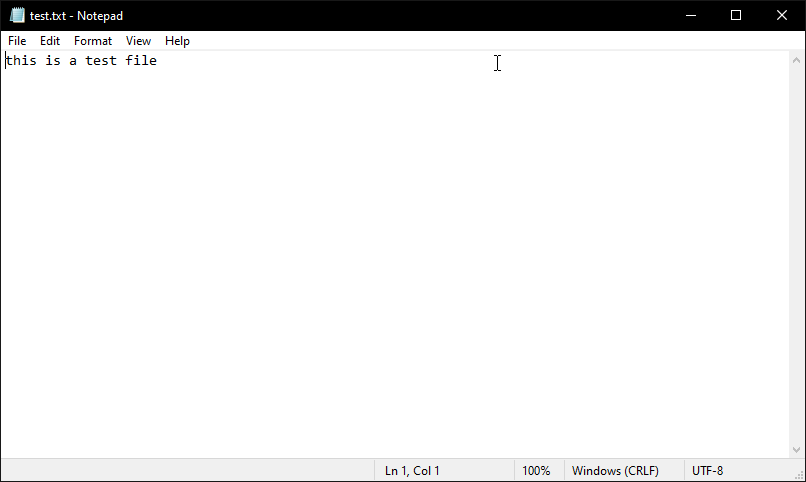 test.txt - Notepad
File Edit Format View Help
this is a test file
Ln 1, Col 1 100% Windows (CRLF) UTF-8